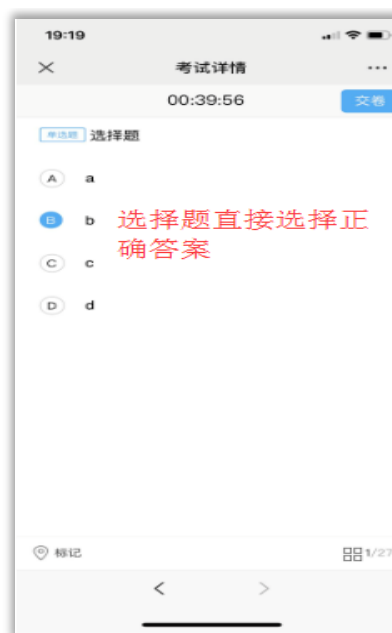 19:19
考试详情
00:39:56
交卷
单选题 选择题
A a
B b
C c
D d
选择题直接选择正
确答案
标记
1/27